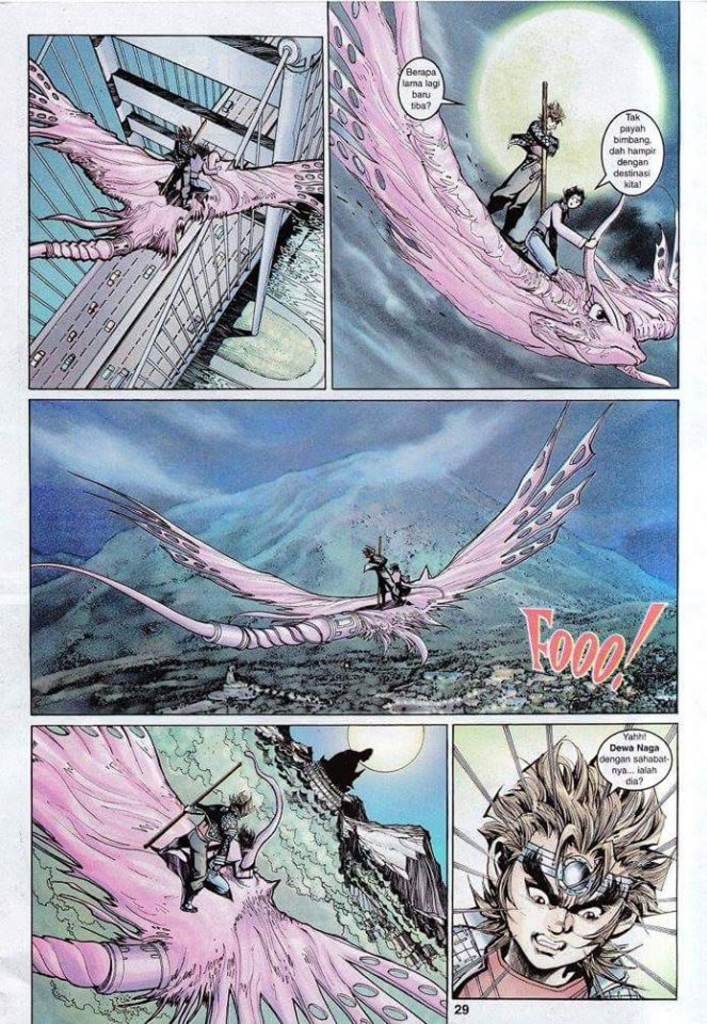 Berapa
lama lagi
baru
tiba?
Tak
payah
bimbang,
dah hampir
dengan
destinasi
kita!
Fooo!
Yahh!
Dewa Naga
dengan sahabat-
nya... ialah
dia?
29